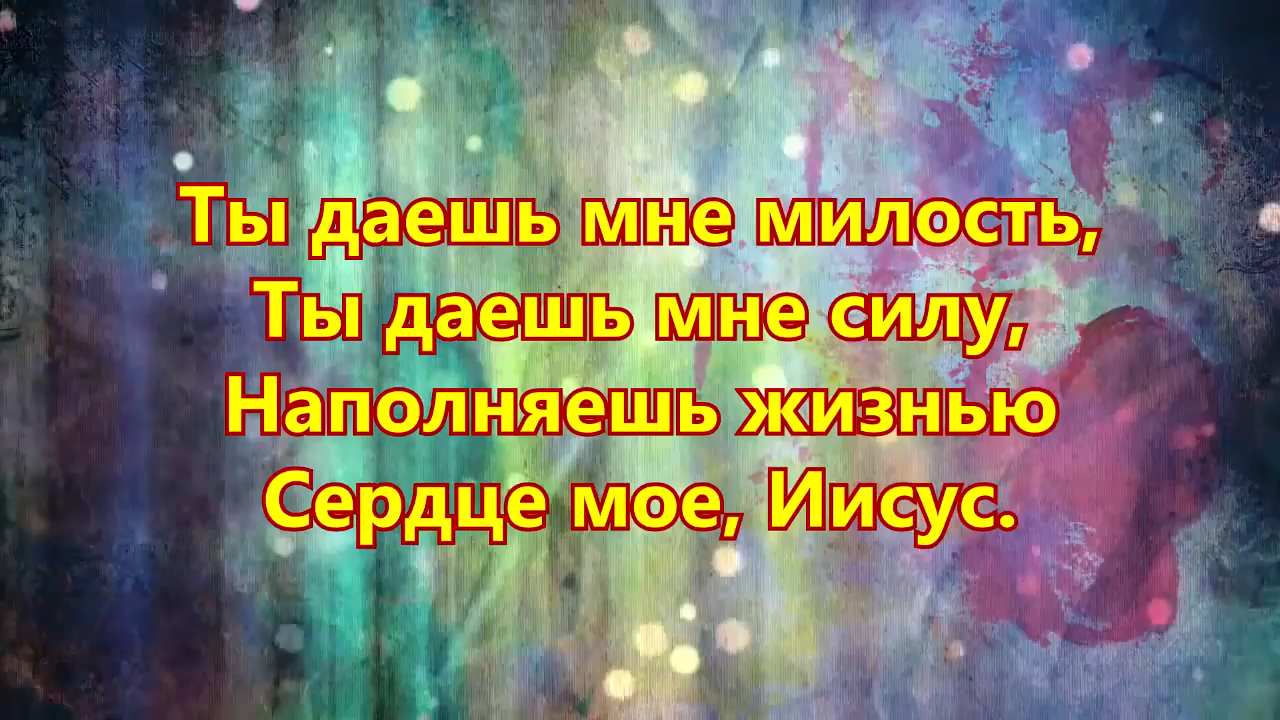 Ты даешь мне милость,
Ты даешь мне силу,
Наполняешь жизнью
Сердце мое, Иисус.